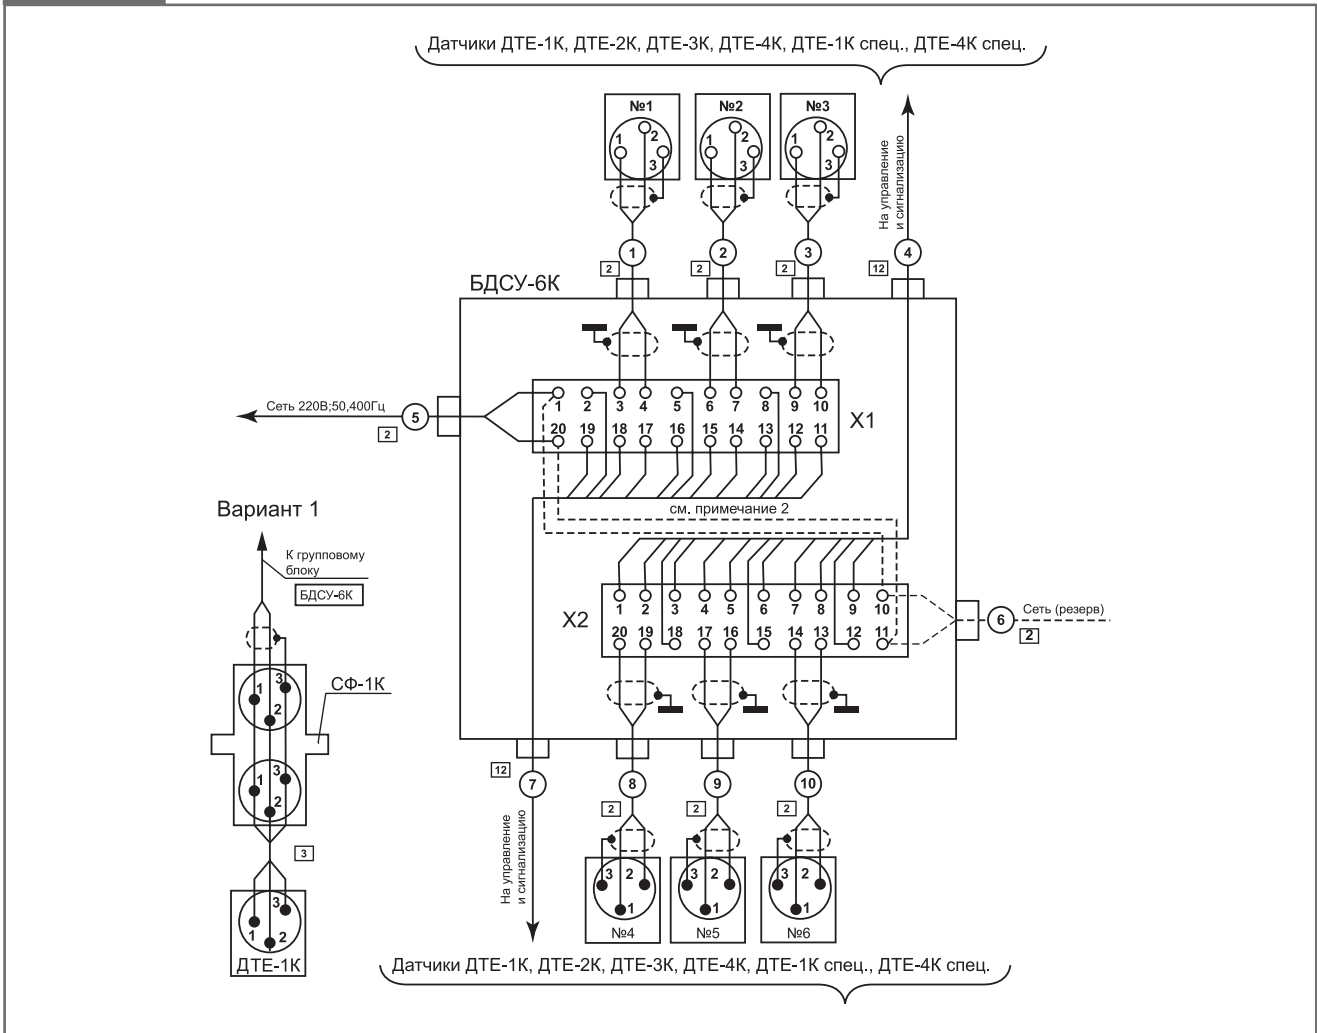 Датчики ДТЕ-1К, ДТЕ-2К, ДТЕ-3К, ДТЕ-4К, ДТЕ-1К спец., ДТЕ-4К спец.
№1 №2 №3
1 2 3 1 2 3 1 2 3
На управление
и сигнализацию
1 2 3 4
2 2 2 12
БДСУ-6К
Сеть 220В;50,400Гц
5
2
1 2 3 4 5 6 7 8 9 10
20 19 18 17 16 15 14 13 12 11
X1
см. примечание 2
Вариант 1
К групповому
блоку
БДСУ-6К
1 2 3 4 5 6 7 8 9 10
20 19 18 17 16 15 14 13 12 11
X2
6
Сеть (резерв)
2
1 3
2
СФ-1К
1 3
2
3
1 3
2
ДТЕ-1К
12
7 8 9 10
2 2 2
На управление
и сигнализацию
3 2 3 2 3 2
1 1 1
№4 №5 №6
Датчики ДТЕ-1К, ДТЕ-2К, ДТЕ-3К, ДТЕ-4К, ДТЕ-1К спец., ДТЕ-4К спец.